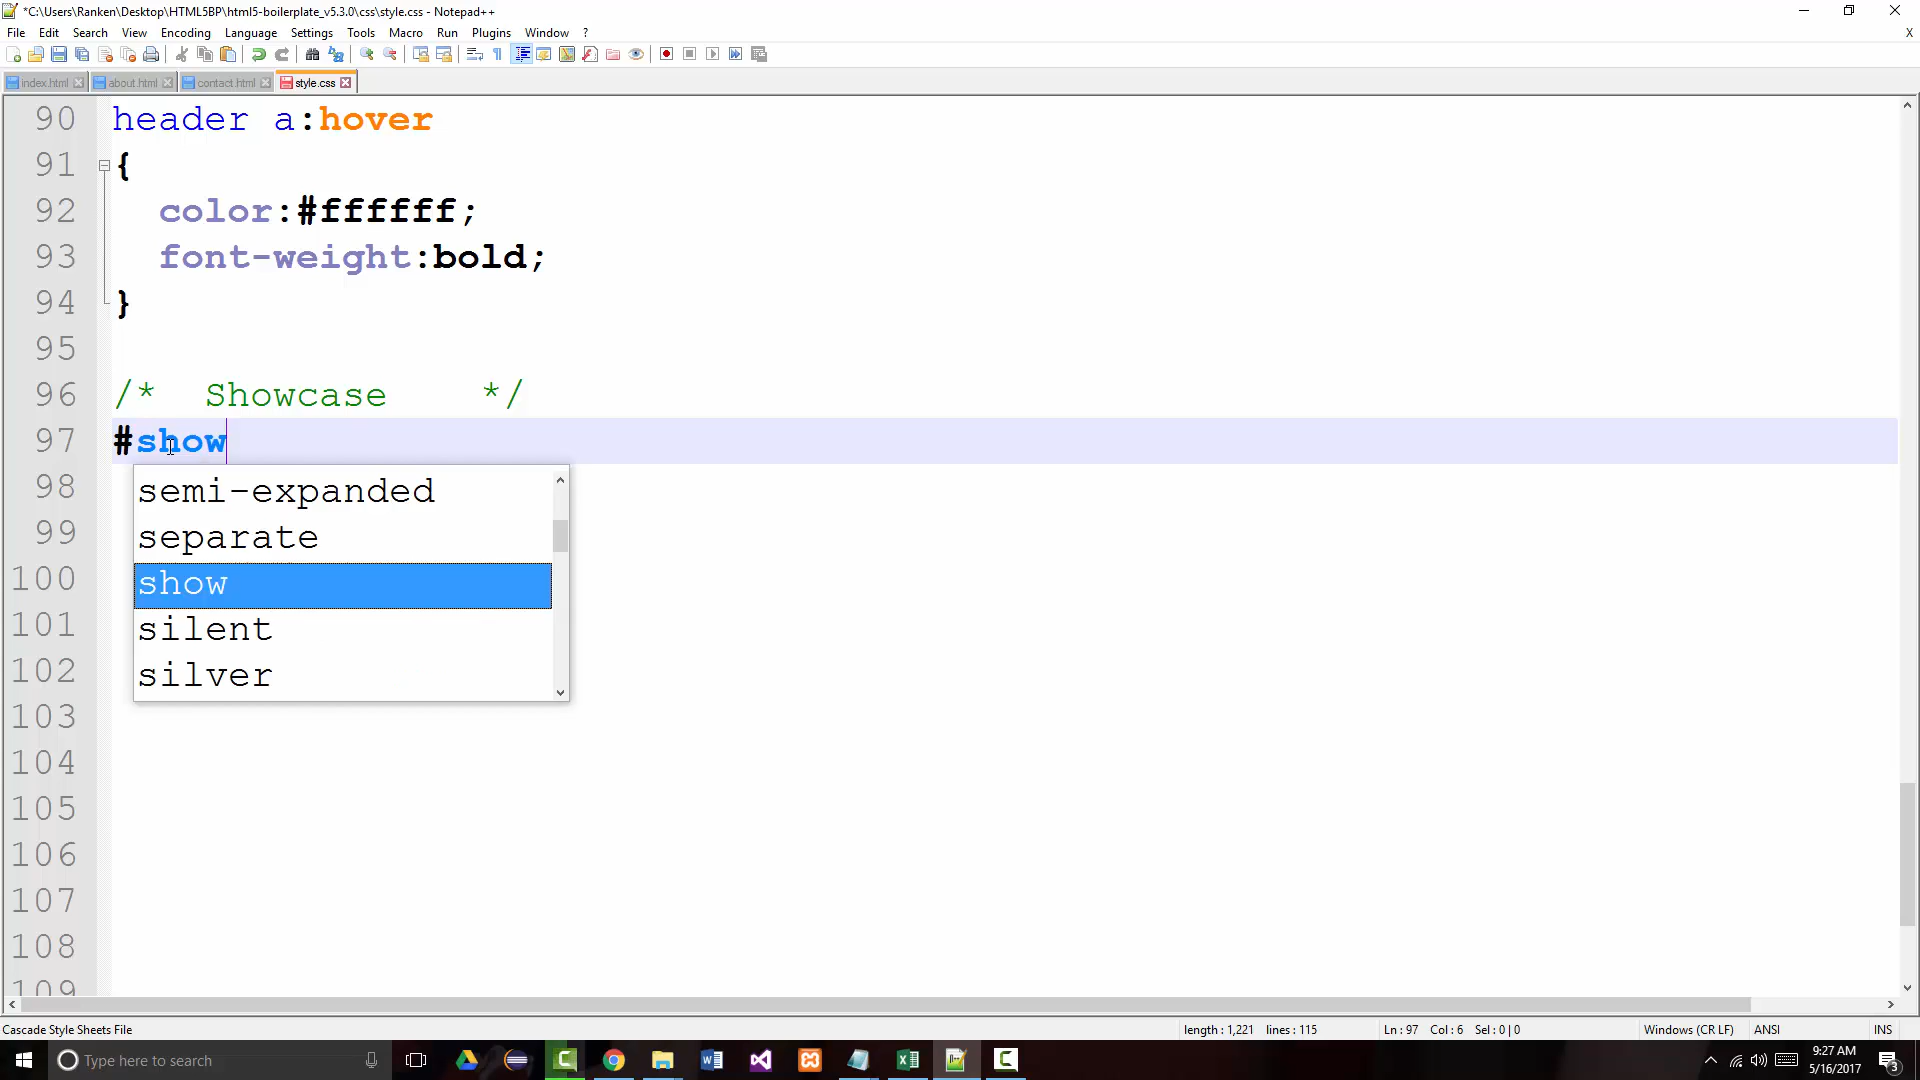 *C:\Users\Ranken\Desktop\HTML5BP\html5-boilerplate_v5.3.0\css\style.css - Notepad++
File Edit Search View Encoding Language Settings Tools Macro Run Plugins Window ? X
index.html about.html contact.html style.css
90 header a:hover
91 {
92 color:#ffffff;
93 font-weight:bold;
94 }
95
96 /* Showcase */
97 #show
98 semi-expanded
99 separate
100 show
101 silent
102 silver
103
104
105
106
107
108
109
Cascade Style Sheets File length : 1,221 lines : 115 Ln : 97 Col : 6 Sel : 0 | 0 Windows (CR LF) ANSI INS
Type here to search
9:27 AM
5/16/2017
3